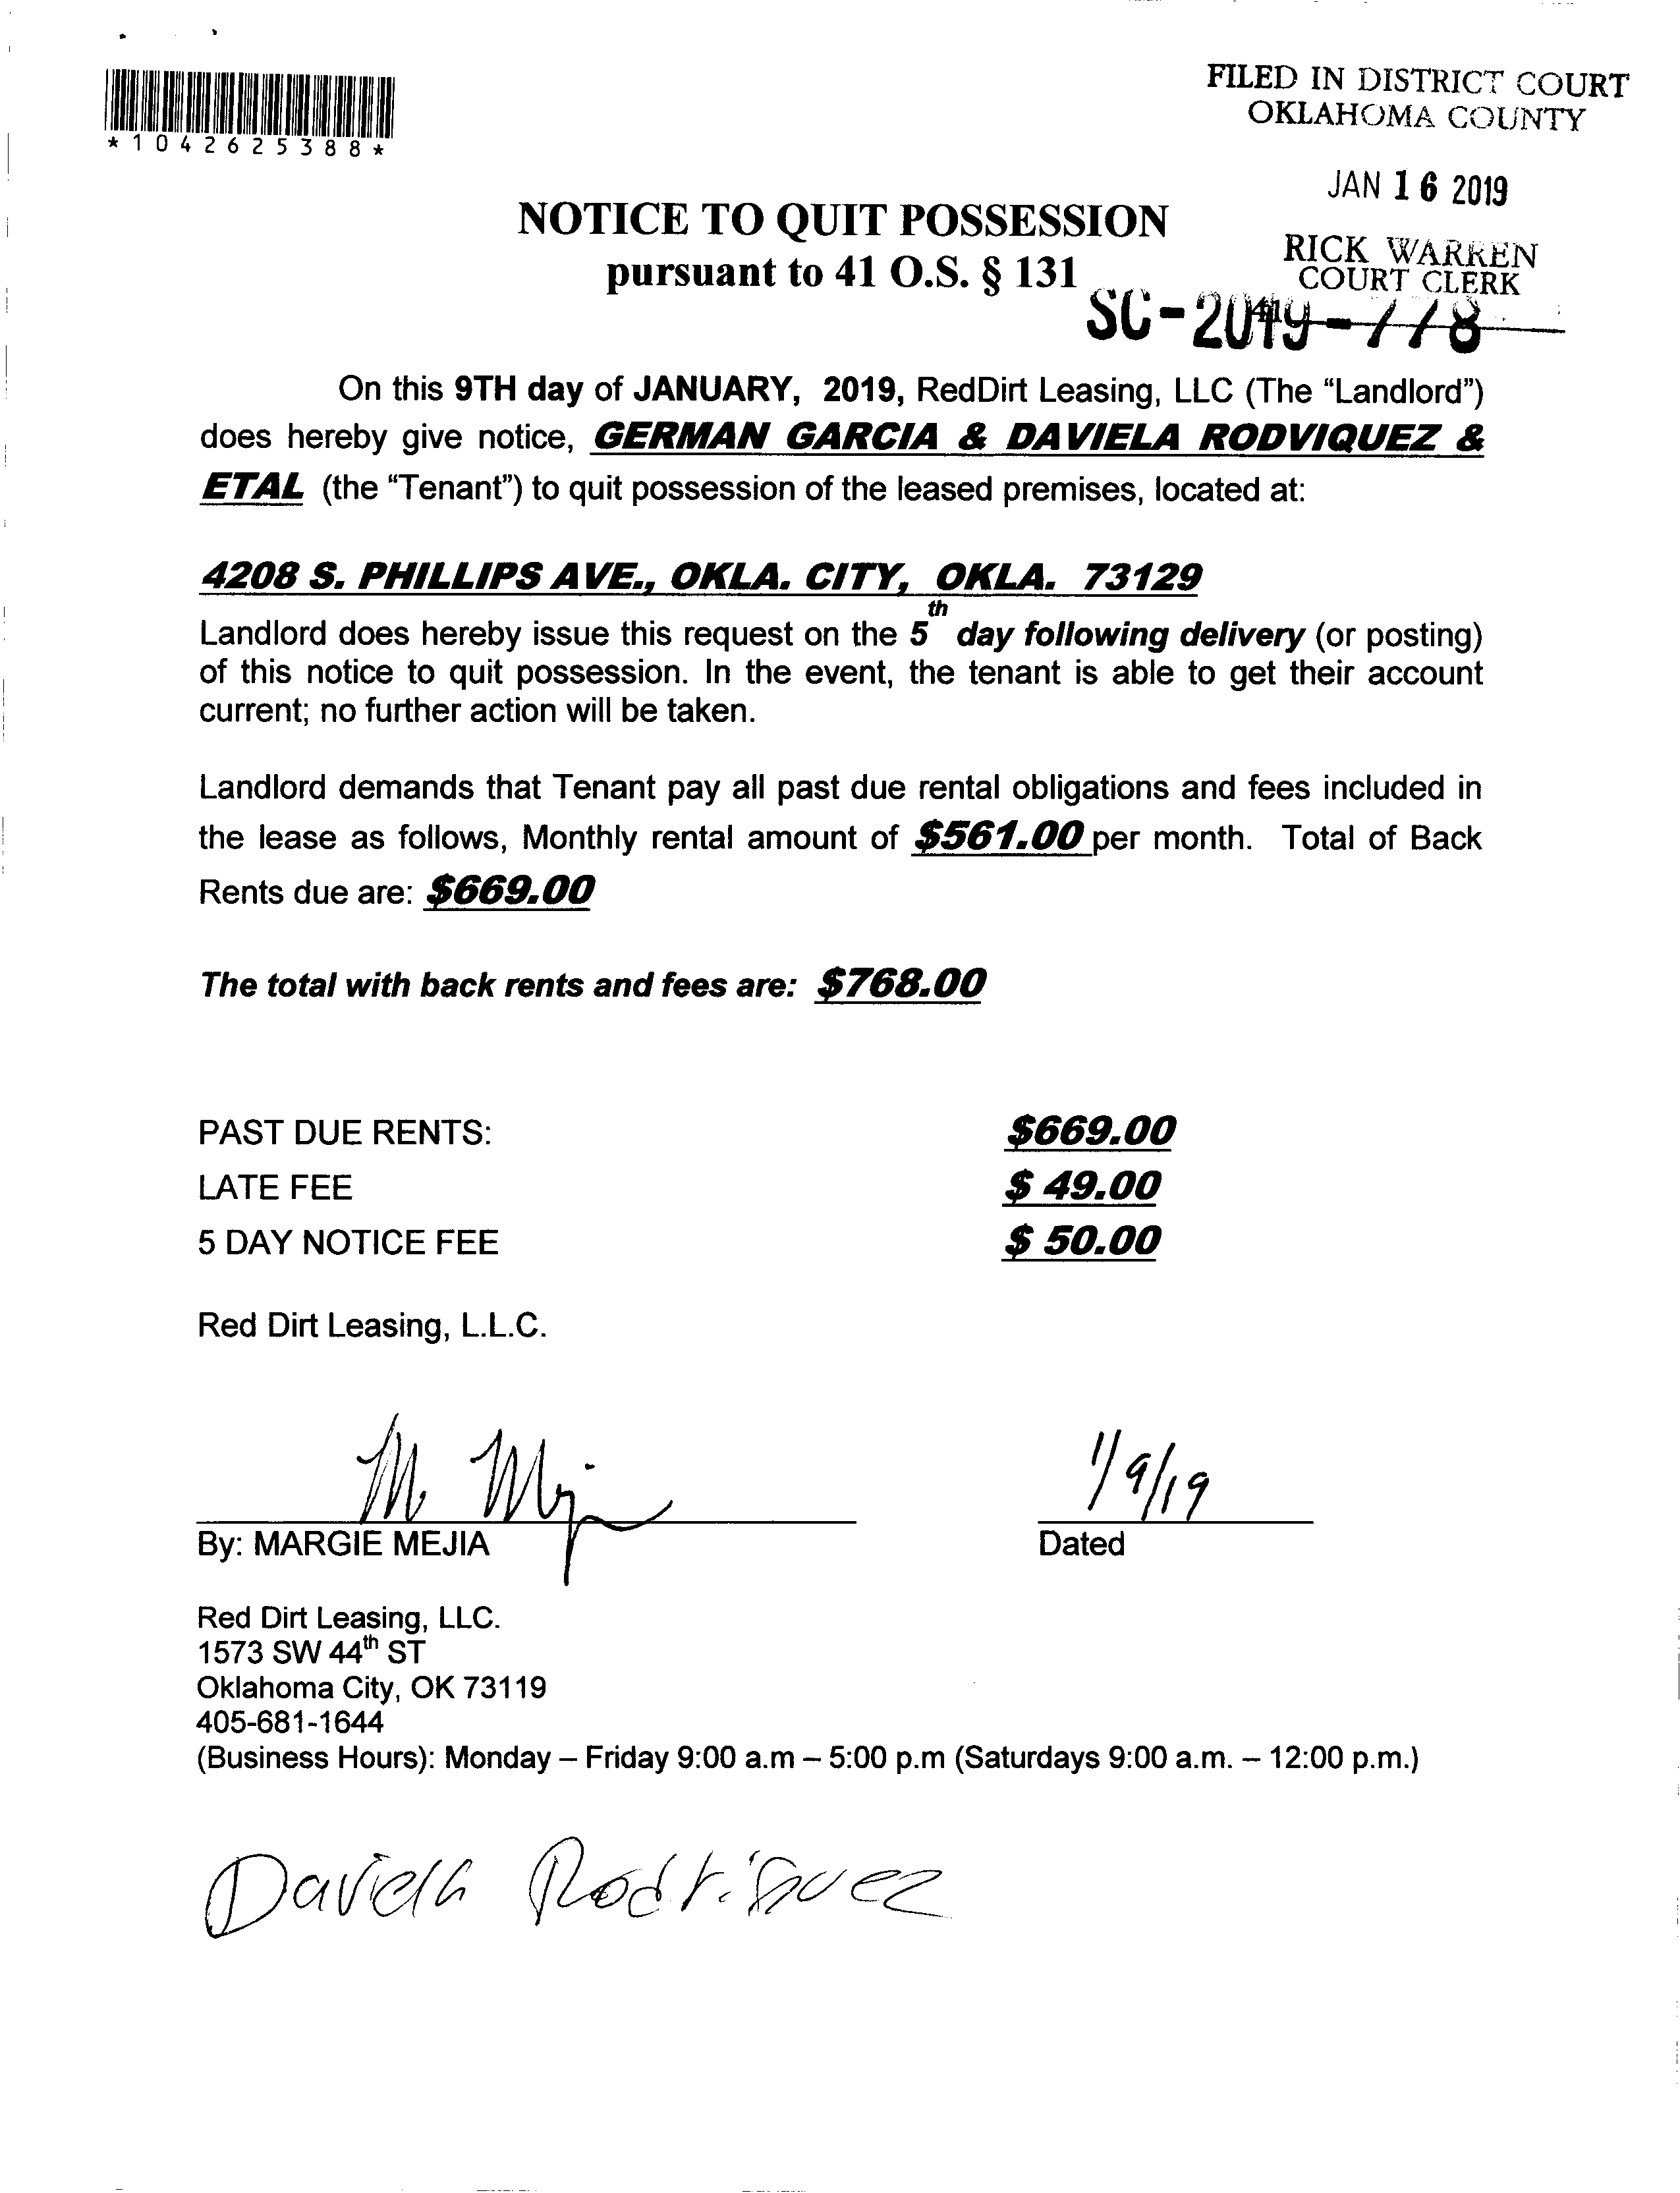 *1042625388*
FILED IN DISTRICT COURT
OKLAHOMA COUNTY
JAN 16 2019
RICK WARREN
COURT CLERK
NOTICE TO QUIT POSSESSION
pursuant to 41 O.S. § 131
SC-2019-778
On this 9TH day of JANUARY, 2019, RedDirt Leasing, LLC (The “Landlord”)
does hereby give notice, GERMAN GARCIA & DAVIELA RODVIQUEZ &
ETAL (the “Tenant”) to quit possession of the leased premises, located at:
4208 S. PHILLIPS AVE., OKLA. CITY, OKLA. 73129
Landlord does hereby issue this request on the 5th day following delivery (or posting)
of this notice to quit possession. In the event, the tenant is able to get their account
current; no further action will be taken.
Landlord demands that Tenant pay all past due rental obligations and fees included in
the lease as follows, Monthly rental amount of $561.00 per month. Total of Back
Rents due are: $669.00
The total with back rents and fees are: $768.00
PAST DUE RENTS: $669.00
LATE FEE $ 49.00
5 DAY NOTICE FEE $ 50.00
Red Dirt Leasing, L.L.C.
M. Mejia 1/9/19
By: MARGIE MEJIA Dated
Red Dirt Leasing, LLC.
1573 SW 44th ST
Oklahoma City, OK 73119
405-681-1644
(Business Hours): Monday – Friday 9:00 a.m – 5:00 p.m (Saturdays 9:00 a.m. – 12:00 p.m.)
Daviela Rodriguez